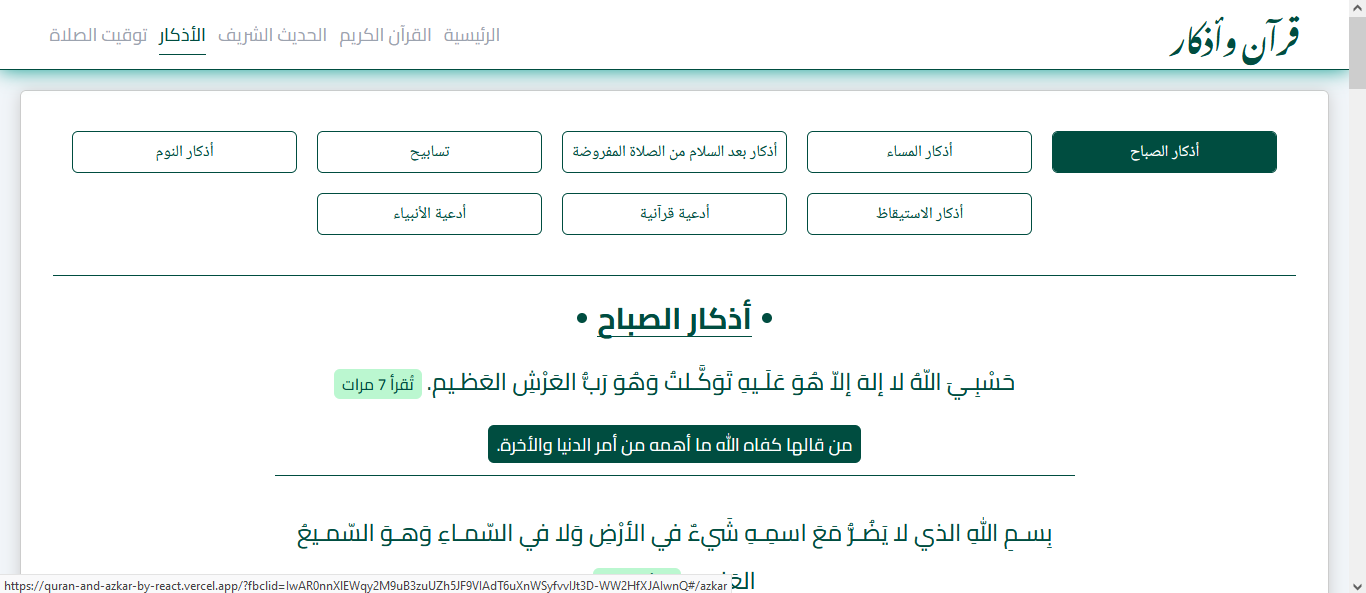 قرآن و أذكار
الرئيسية القرآن الكريم الحديث الشريف الأذكار توقيت الصلاة
أذكار الصباح أذكار المساء أذكار بعد السلام من الصلاة المفروضة تسابيح أذكار النوم
أذكار الاستيقاظ أدعية قرآنية أدعية الأنبياء
• أذكار الصباح •
حَسْبِـيَ اللّهُ لا إلهَ إلاّ هُوَ عَلَـيهِ تَوَكَّـلتُ وَهُوَ رَبُّ العَرْشِ العَظـيم. تُقرأ 7 مرات
من قالها كفاه الله ما أهمه من أمر الدنيا والأخرة.
بِسـمِ اللهِ الذي لا يَضُـرُّ مَعَ اسمِـهِ شَيءٌ في الأرْضِ وَلا في السّمـاءِ وَهـوَ السّمـيعُ
https://quran-and-azkar-by-react.vercel.app/?fbclid=IwAR0nnXIEWqy2M9uB3zuUZh5JF9VlAdT6uXnWSyfvvlJt3D-WW2HfXJAlwnQ#/azkar